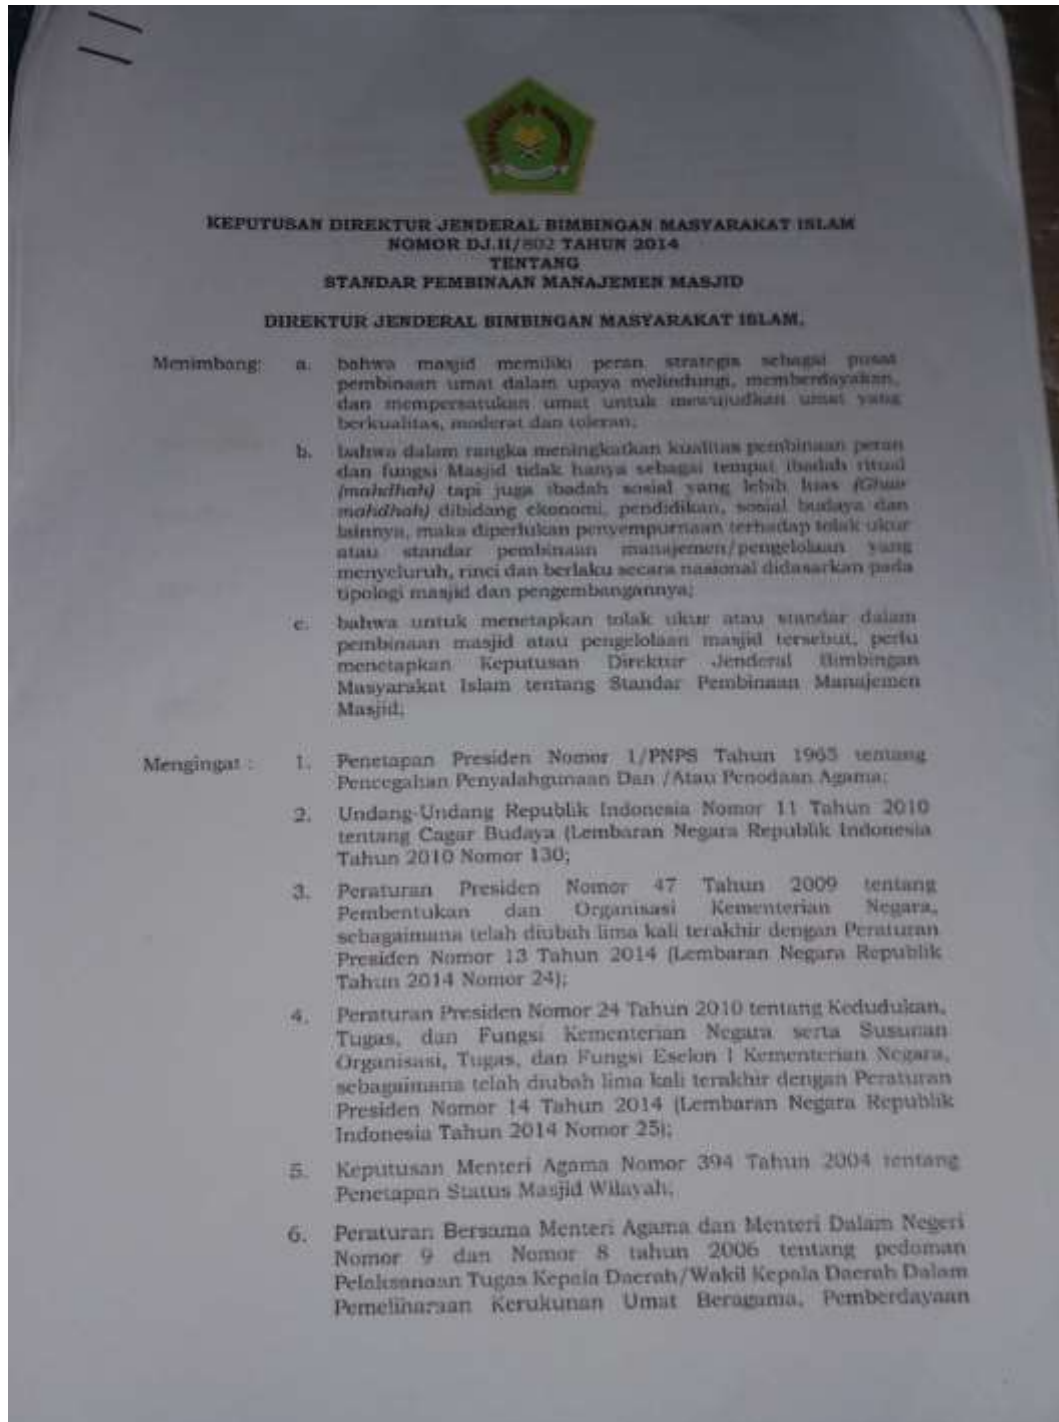 KEPUTUSAN DIREKTUR JENDERAL BIMBINGAN MASYARAKAT ISLAM
NOMOR DJ.II/802 TAHUN 2014
TENTANG
STANDAR PEMBINAAN MANAJEMEN MASJID
DIREKTUR JENDERAL BIMBINGAN MASYARAKAT ISLAM,
Menimbang: a. bahwa masjid memiliki peran strategis sebagai pusat
pembinaan umat dalam upaya melindungi, memberdayakan,
dan mempersatukan umat untuk mewujudkan umat yang
berkualitas, moderat dan toleran;
b. bahwa dalam rangka meningkatkan kualitas pembinaan peran
dan fungsi Masjid tidak hanya sebagai tempat ibadah ritual
(mahdhah) tapi juga ibadah sosial yang lebih luas (Ghair
mahdhah) dibidang ekonomi, pendidikan, sosial budaya dan
lainnya, maka diperlukan penyempurnaan terhadap tolak ukur
atau standar pembinaan manajemen/pengelolaan yang
menyeluruh, rinci dan berlaku secara nasional didasarkan pada
tipologi masjid dan pengembangannya;
c. bahwa untuk menetapkan tolak ukur atau standar dalam
pembinaan masjid atau pengelolaan masjid tersebut, perlu
menetapkan Keputusan Direktur Jenderal Bimbingan
Masyarakat Islam tentang Standar Pembinaan Manajemen
Masjid;
Mengingat : 1. Penetapan Presiden Nomor 1/PNPS Tahun 1965 tentang
Pencegahan Penyalahgunaan Dan /Atau Penodaan Agama;
2. Undang-Undang Republik Indonesia Nomor 11 Tahun 2010
tentang Cagar Budaya (Lembaran Negara Republik Indonesia
Tahun 2010 Nomor 130;
3. Peraturan Presiden Nomor 47 Tahun 2009 tentang
Pembentukan dan Organisasi Kementerian Negara,
sebagaimana telah diubah lima kali terakhir dengan Peraturan
Presiden Nomor 13 Tahun 2014 (Lembaran Negara Republik
Tahun 2014 Nomor 24);
4. Peraturan Presiden Nomor 24 Tahun 2010 tentang Kedudukan,
Tugas, dan Fungsi Kementerian Negara serta Susunan
Organisasi, Tugas, dan Fungsi Eselon I Kementerian Negara,
sebagaimana telah diubah lima kali terakhir dengan Peraturan
Presiden Nomor 14 Tahun 2014 (Lembaran Negara Republik
Indonesia Tahun 2014 Nomor 25);
5. Keputusan Menteri Agama Nomor 394 Tahun 2004 tentang
Penetapan Status Masjid Wilayah;
6. Peraturan Bersama Menteri Agama dan Menteri Dalam Negeri
Nomor 9 dan Nomor 8 tahun 2006 tentang pedoman
Pelaksanaan Tugas Kepala Daerah/Wakil Kepala Daerah Dalam
Pemeliharaan Kerukunan Umat Beragama, Pemberdayaan